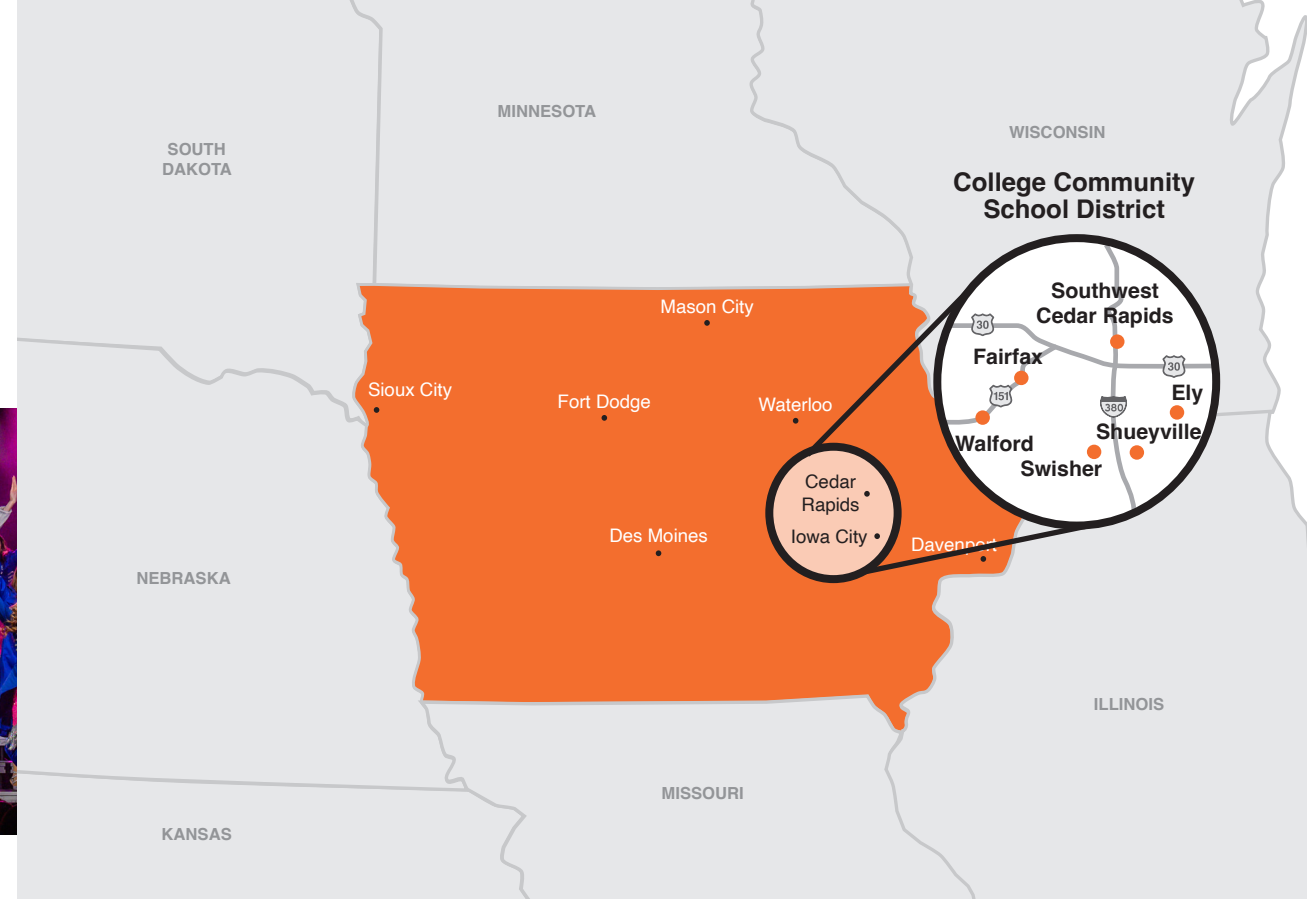 MINNESOTA
WISCONSIN
SOUTH
DAKOTA
College Community
School District
Southwest
Cedar Rapids
30
Fairfax
30
151
Ely
380
Shueyville
Walford
Swisher
Mason City
Sioux City
Fort Dodge
Waterloo
Cedar
Rapids
Des Moines
Iowa City
Davenport
NEBRASKA
ILLINOIS
MISSOURI
KANSAS